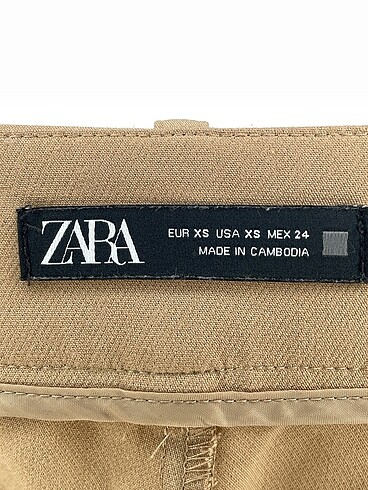 ZARA
EUR XS USA XS MEX 24
MADE IN CAMBODIA